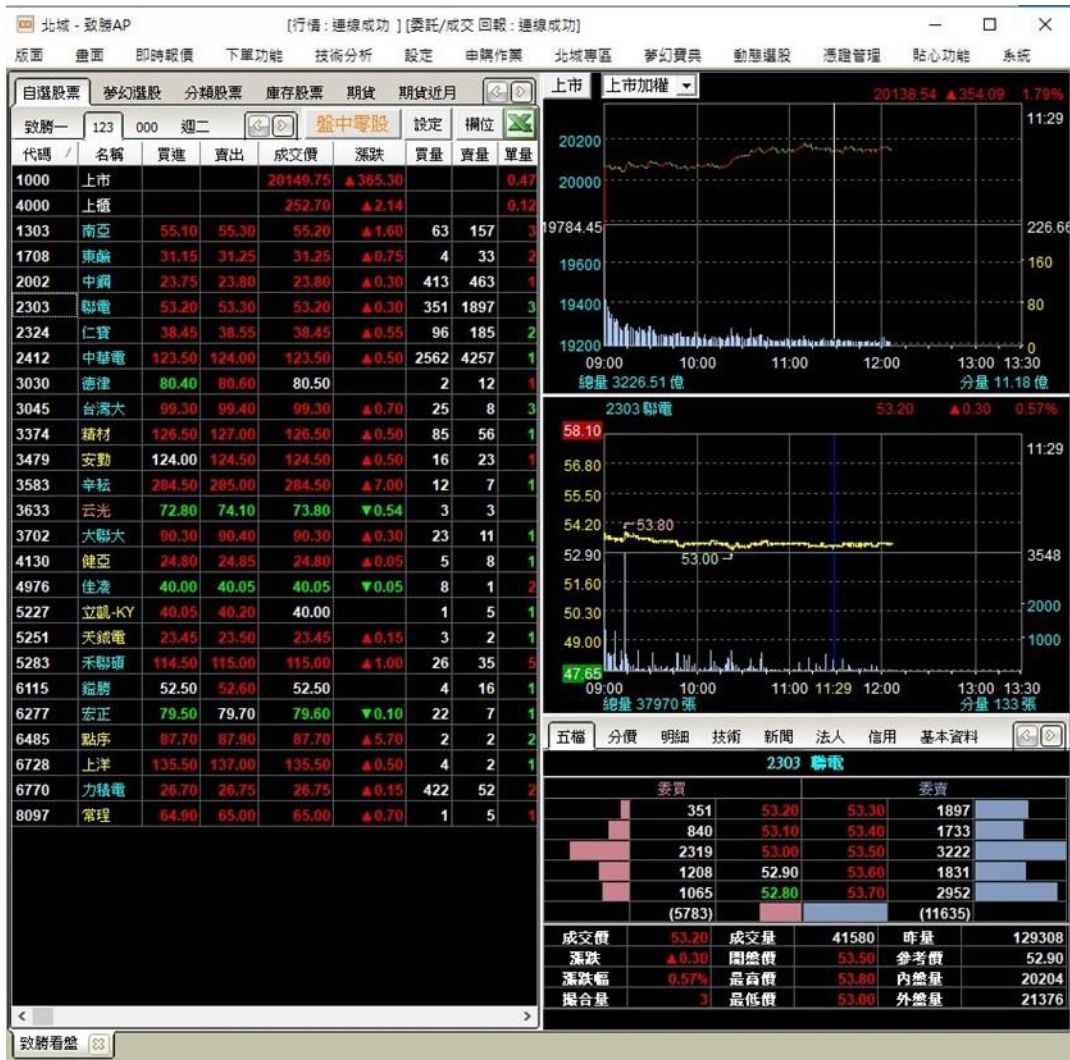 北城 - 致勝AP [行情 : 連線成功 ] [委託/成交 回報 : 連線成功]
版面 畫面 即時報價 下單功能 技術分析 設定 申購作業 北城專區 夢幻寶典 動態選股 憑證管理 貼心功能 系統
自選股票 夢幻選股 分類股票 庫存股票 期貨 期貨近月
致勝一 123 000 週二 盤中零股 設定 欄位
代碼 / 名稱 買進 賣出 成交價 漲跌 買量 賣量 單量
1000 上市 20149.75 ▲365.30 0.47
4000 上櫃 252.70 ▲2.14 0.12
1303 南亞 55.10 55.30 55.20 ▲1.60 63 157 3
1708 東鹼 31.15 31.25 31.25 ▲0.75 4 33 2
2002 中鋼 23.75 23.80 23.80 ▲0.30 413 463 1
2303 聯電 53.20 53.30 53.20 ▲0.30 351 1897 3
2324 仁寶 38.45 38.55 38.45 ▲0.55 96 185 2
2412 中華電 123.50 124.00 123.50 ▲0.50 2562 4257 1
3030 德律 80.40 80.60 80.50 2 12 1
3045 台灣大 99.30 99.40 99.30 ▲0.70 25 8 3
3374 精材 126.50 127.00 126.50 ▲0.50 85 56 1
3479 安勤 124.00 124.50 124.50 ▲0.50 16 23 1
3583 辛耘 284.50 285.00 284.50 ▲7.00 12 7 1
3633 云光 72.80 74.10 73.80 ▼0.54 3 3
3702 大聯大 90.30 90.40 90.30 ▲0.30 23 11 1
4130 健亞 24.80 24.85 24.80 ▲0.05 5 8 1
4976 佳凌 40.00 40.05 40.05 ▼0.05 8 1 2
5227 立凱-KY 40.05 40.20 40.00 1 5 1
5251 天鉞電 23.45 23.50 23.45 ▲0.15 3 2 1
5283 禾聯碩 114.50 115.00 115.00 ▲1.00 26 35 5
6115 鎰勝 52.50 52.60 52.50 4 16 1
6277 宏正 79.50 79.70 79.60 ▼0.10 22 7 1
6485 點序 87.70 87.90 87.70 ▲5.70 2 2 2
6728 上洋 135.50 137.00 135.50 ▲0.50 4 2 1
6770 力積電 26.70 26.75 26.75 ▲0.15 422 52 2
8097 常珵 64.90 65.00 65.00 ▲0.70 1 5 1
致勝看盤
上市 上市加權
20138.54 ▲354.09 1.79%
11:29
20200
20000
19784.45 226.66
19600 160
19400 80
19200 0
09:00 10:00 11:00 12:00 13:00 13:30
總量 3226.51 億 分量 11.18 億
2303 聯電 53.20 ▲0.30 0.57%
58.10
11:29
56.80
55.50
54.20 53.80
52.90 53.00 3548
51.60
50.30 2000
49.00 1000
47.65
09:00 10:00 11:00 11:29 12:00 13:00 13:30
總量 37970 張 分量 133 張
五檔 分價 明細 技術 新聞 法人 信用 基本資料
2303 聯電
委買 委賣
351 53.20 53.30 1897
840 53.10 53.40 1733
2319 53.00 53.50 3222
1208 52.90 53.60 1831
1065 52.80 53.70 2952
(5783) (11635)
成交價 53.20 成交量 41580 昨量 129308
漲跌 ▲0.30 開盤價 53.50 參考價 52.90
漲跌幅 0.57% 最高價 53.80 內盤量 20204
撮合量 3 最低價 53.00 外盤量 21376